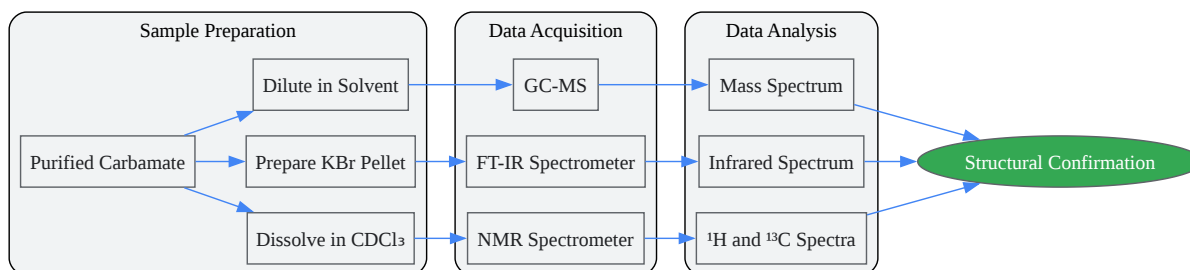 Sample Preparation
Data Acquisition
Data Analysis
Dilute in Solvent
GC-MS
Mass Spectrum
Purified Carbamate
Prepare KBr Pellet
FT-IR Spectrometer
Infrared Spectrum
Structural Confirmation
Dissolve in CDCl₃
NMR Spectrometer
¹H and ¹³C Spectra